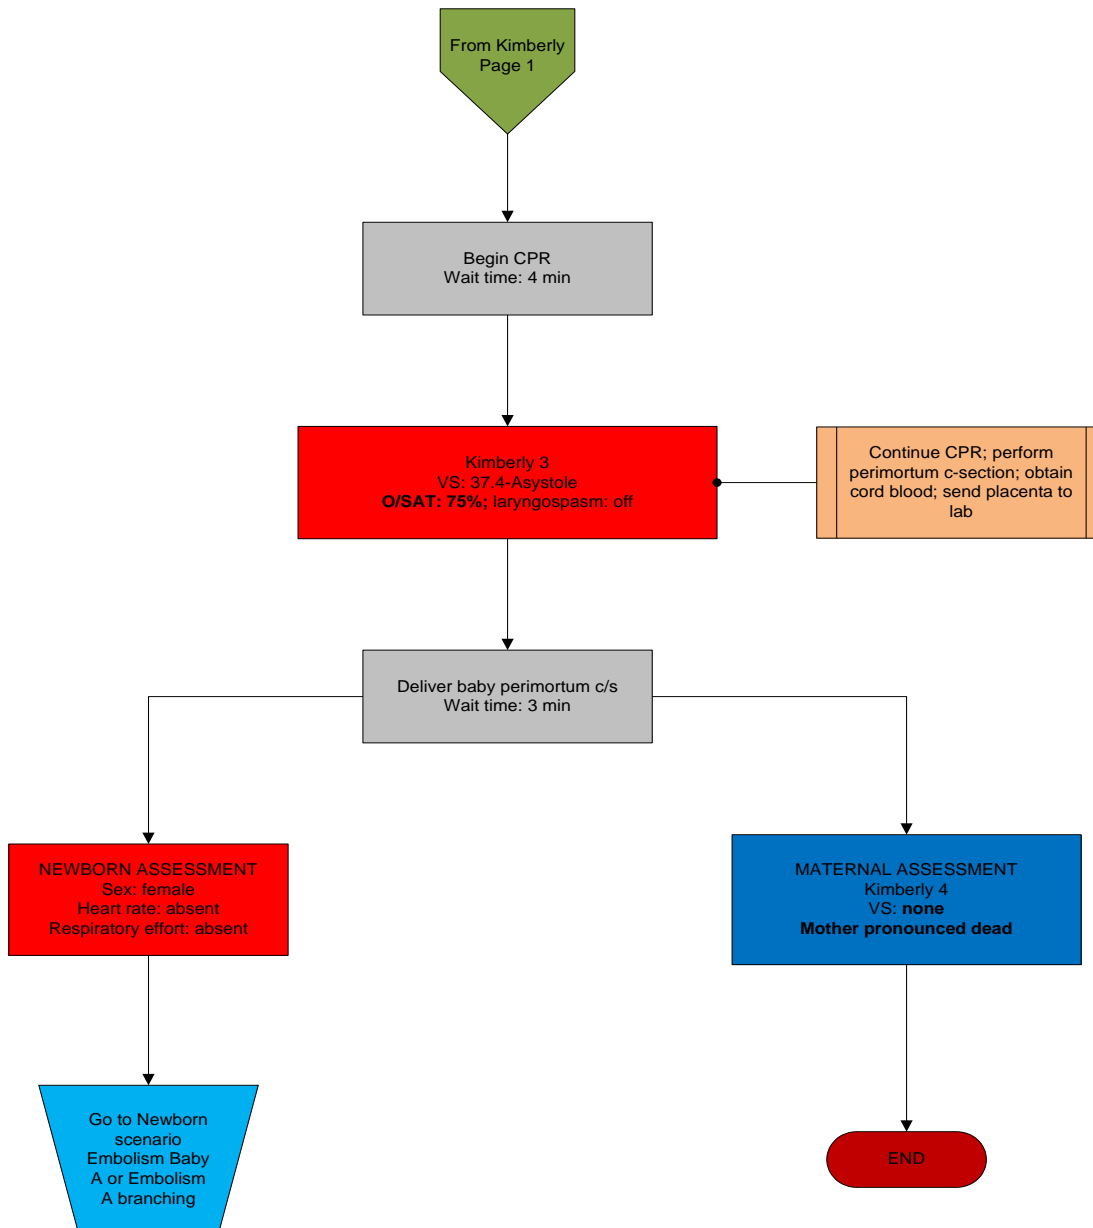 From Kimberly
Page 1
Begin CPR
Wait time: 4 min
Kimberly 3
VS: 37.4-Asystole
O/SAT: 75%; laryngospasm: off
Continue CPR; perform
perimortum c-section; obtain
cord blood; send placenta to
lab
Deliver baby perimortum c/s
Wait time: 3 min
NEWBORN ASSESSMENT
Sex: female
Heart rate: absent
Respiratory effort: absent
MATERNAL ASSESSMENT
Kimberly 4
VS: none
Mother pronounced dead
Go to Newborn
scenario
Embolism Baby
A or Embolism
A branching
END